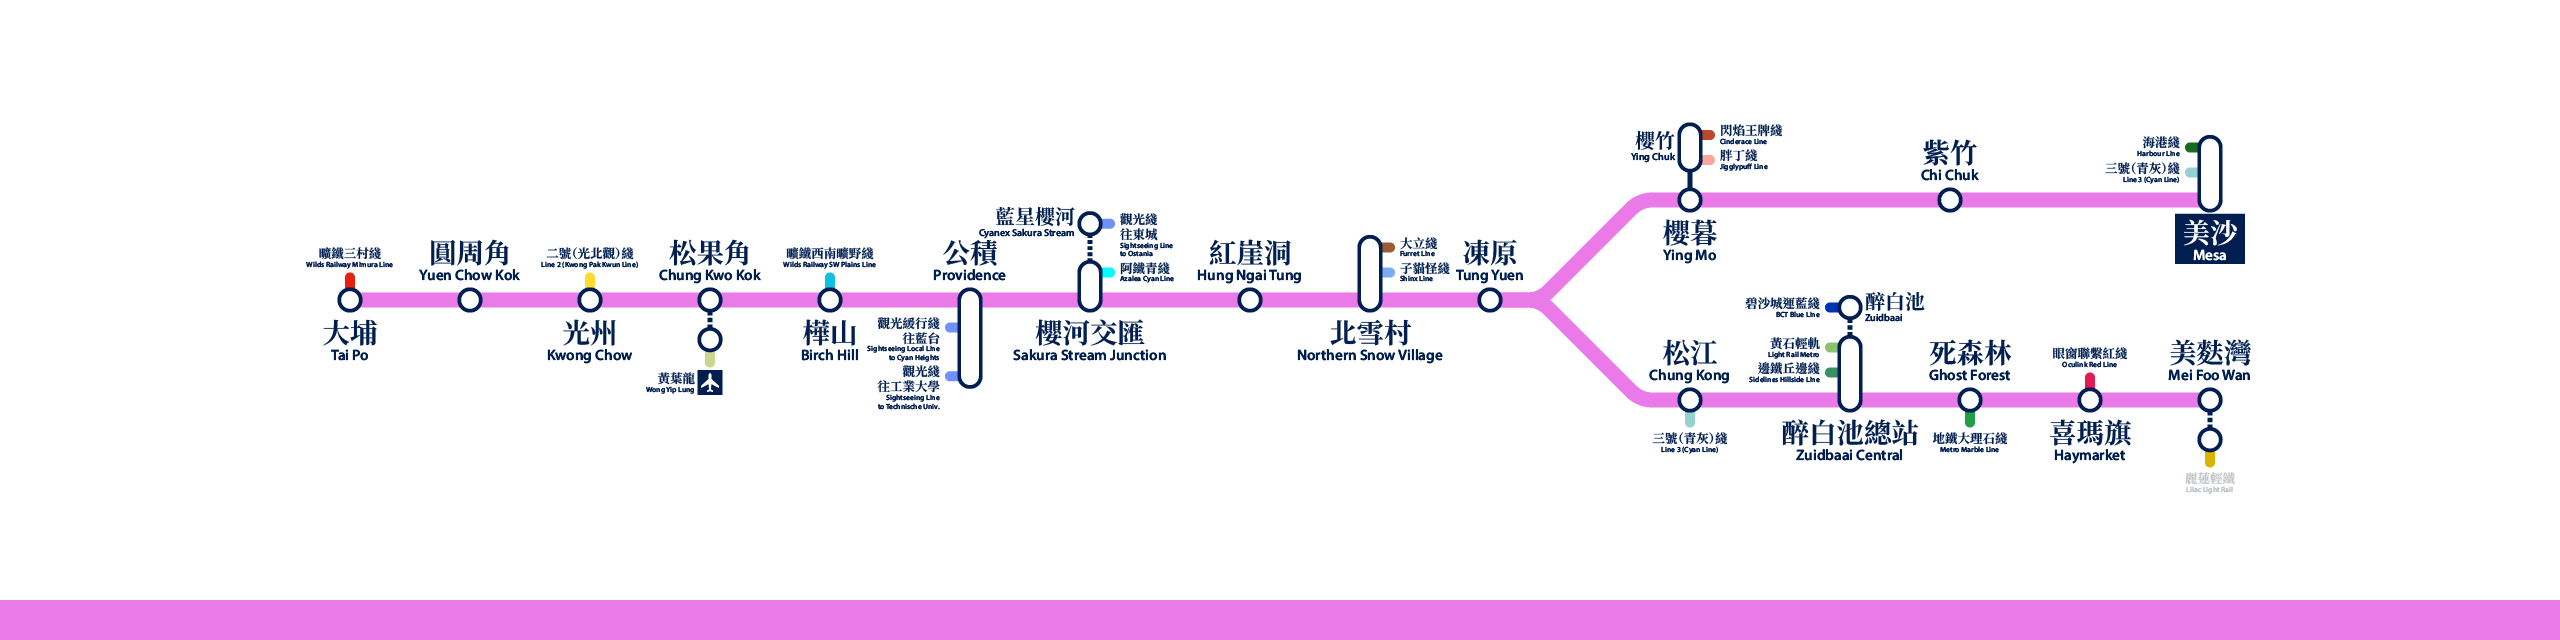 曠鐵三村綫
Wilds Railway Mimura Line
大埔
Tai Po
圓周角
Yuen Chow Kok
二號(光北觀)綫
Line 2 (Kwong Pak Kwun Line)
光州
Kwong Chow
松果角
Chung Kwo Kok
黃葉龍
Wong Yip Lung
曠鐵西南曠野綫
Wilds Railway SW Plains Line
樺山
Birch Hill
公積
Providence
觀光緩行綫
往藍台
Sightseeing Local Line
to Cyan Heights
觀光綫
往工業大學
Sightseeing Line
to Technische Univ.
藍星櫻河
Cyanex Sakura Stream
觀光綫
往東城
Sightseeing Line
to Ostania
阿鐵青綫
Azalea Cyan Line
櫻河交匯
Sakura Stream Junction
紅崖洞
Hung Ngai Tung
大立綫
Furret Line
子貓怪綫
Shinx Line
北雪村
Northern Snow Village
凍原
Tung Yuen
櫻竹
Ying Chuk
閃焰王牌綫
Cinderace Line
胖丁綫
Jigglypuff Line
櫻暮
Ying Mo
紫竹
Chi Chuk
海港綫
Harbour Line
三號(青灰)綫
Line 3 (Cyan Line)
美沙
Mesa
松江
Chung Kong
三號(青灰)綫
Line 3 (Cyan Line)
碧沙城運藍綫
BCT Blue Line
醉白池
Zuidbaai
黃石輕軌
Light Rail Metro
邊鐵丘邊綫
Sidelines Hillside Line
醉白池總站
Zuidbaai Central
死森林
Ghost Forest
地鐵大理石綫
Metro Marble Line
眼窗聯繫紅綫
Oculink Red Line
喜瑪旗
Haymarket
美麩灣
Mei Foo Wan
麗蓮輕鐵
Lilac Light Rail